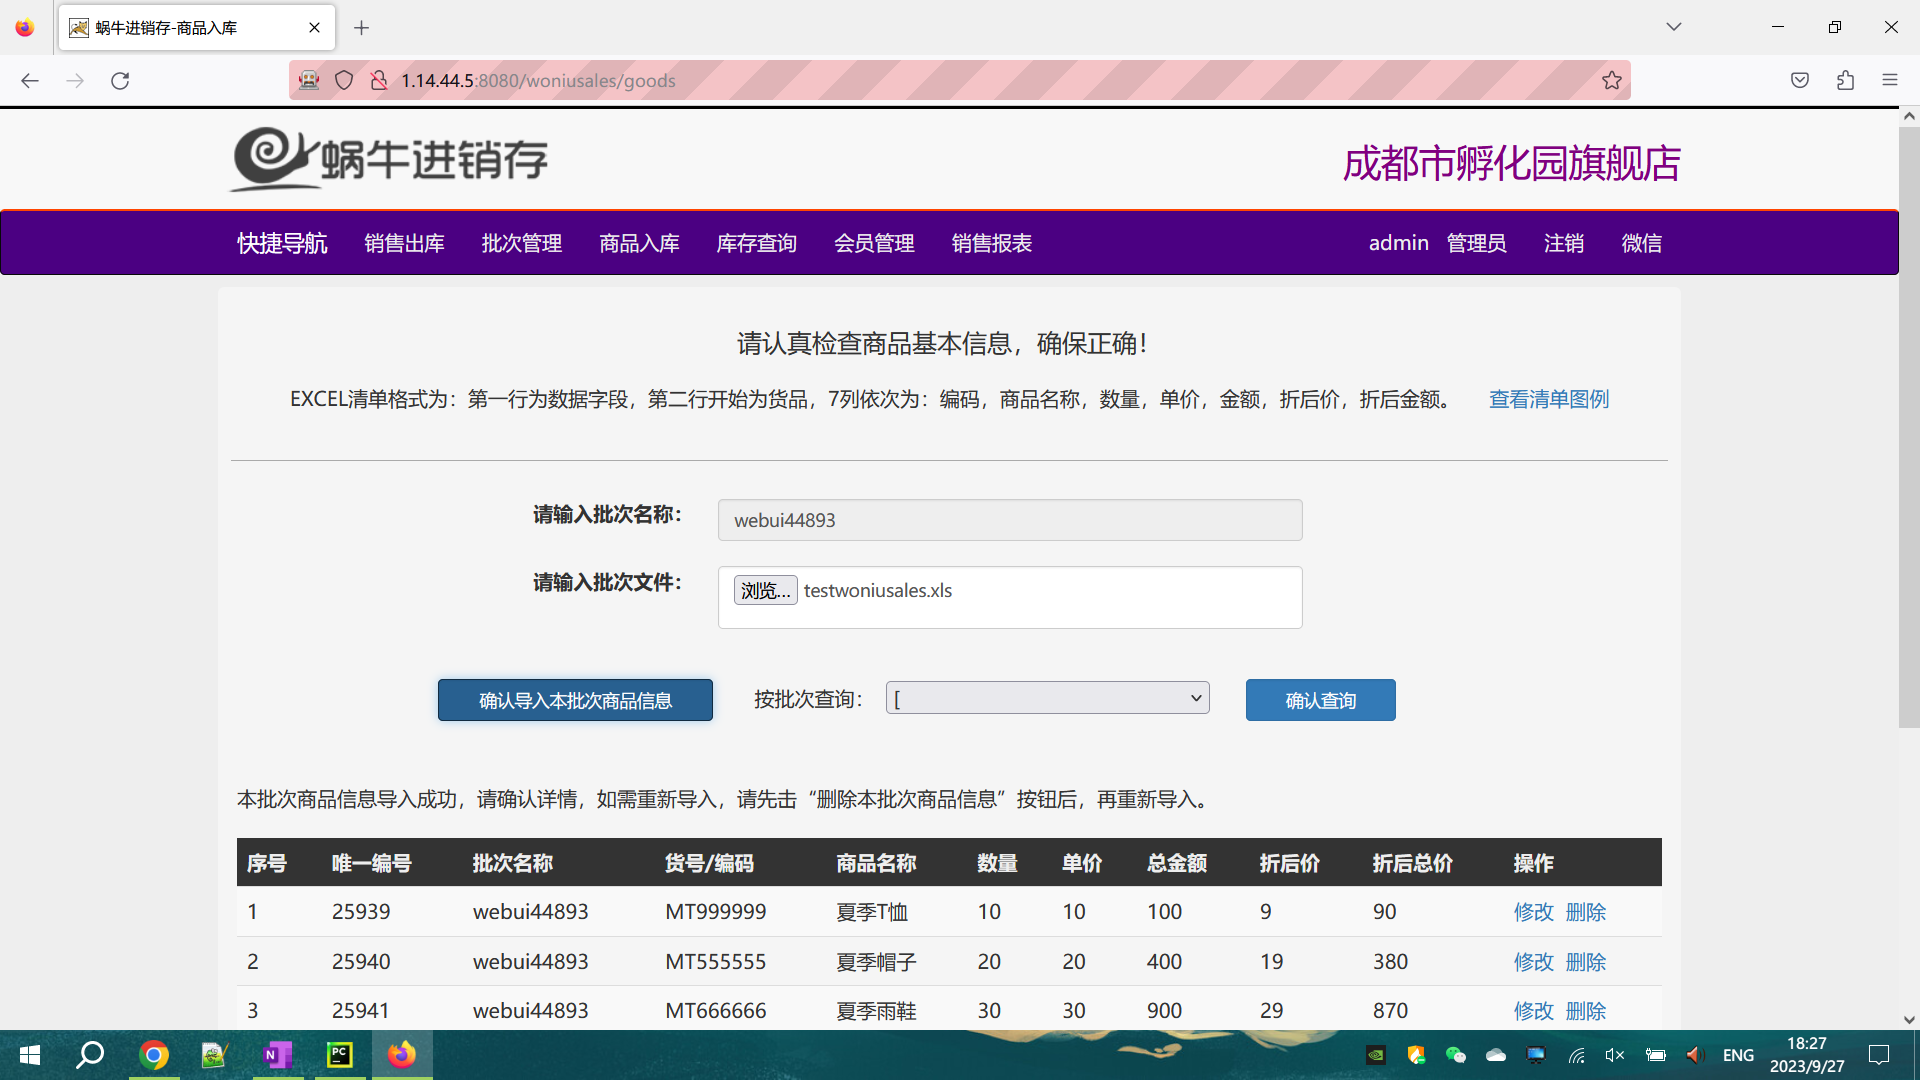 蜗牛进销存-商品入库
1.14.44.5:8080/woniusales/goods
蜗牛进销存
成都市孵化园旗舰店
快捷导航 销售出库 批次管理 商品入库 库存查询 会员管理 销售报表 admin 管理员 注销 微信
请认真检查商品基本信息，确保正确！
EXCEL清单格式为：第一行为数据字段，第二行开始为货品，7列依次为：编码，商品名称，数量，单价，金额，折后价，折后金额。 查看清单图例
请输入批次名称： webui44893
请输入批次文件： 浏览... testwoniusales.xls
确认导入本批次商品信息 按批次查询： [ 确认查询
本批次商品信息导入成功，请确认详情，如需重新导入，请先击“删除本批次商品信息”按钮后，再重新导入。
序号 唯一编号 批次名称 货号/编码 商品名称 数量 单价 总金额 折后价 折后总价 操作
1 25939 webui44893 MT999999 夏季T恤 10 10 100 9 90 修改 删除
2 25940 webui44893 MT555555 夏季帽子 20 20 400 19 380 修改 删除
3 25941 webui44893 MT666666 夏季雨鞋 30 30 900 29 870 修改 删除
N PC ENG 18:27
2023/9/27